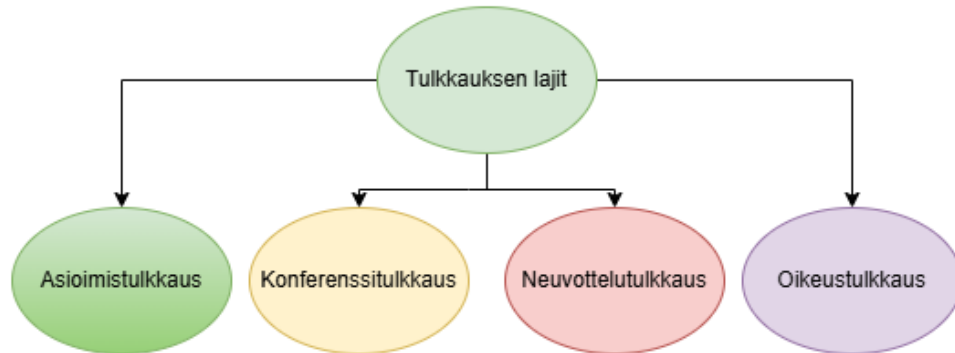 Tulkkauksen lajit
Asioimistulkkaus
Konferenssitulkkaus
Neuvottelutulkkaus
Oikeustulkkaus